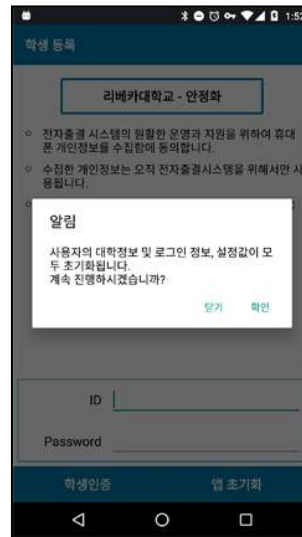 1:52
학생 등록
리베카대학교 - 안정화
전자출결 시스템의 원활한 운영과 지원을 위하여 휴대
폰 개인정보를 수집함에 동의합니다.
수집한 개인정보는 오직 전자출결시스템을 위해서만 사
용됩니다.
알림
사용자의 대학정보 및 로그인 정보, 설정값이 모
두 초기화됩니다.
계속 진행하시겠습니까?
닫기 확인
ID
Password
학생인증 앱 초기화